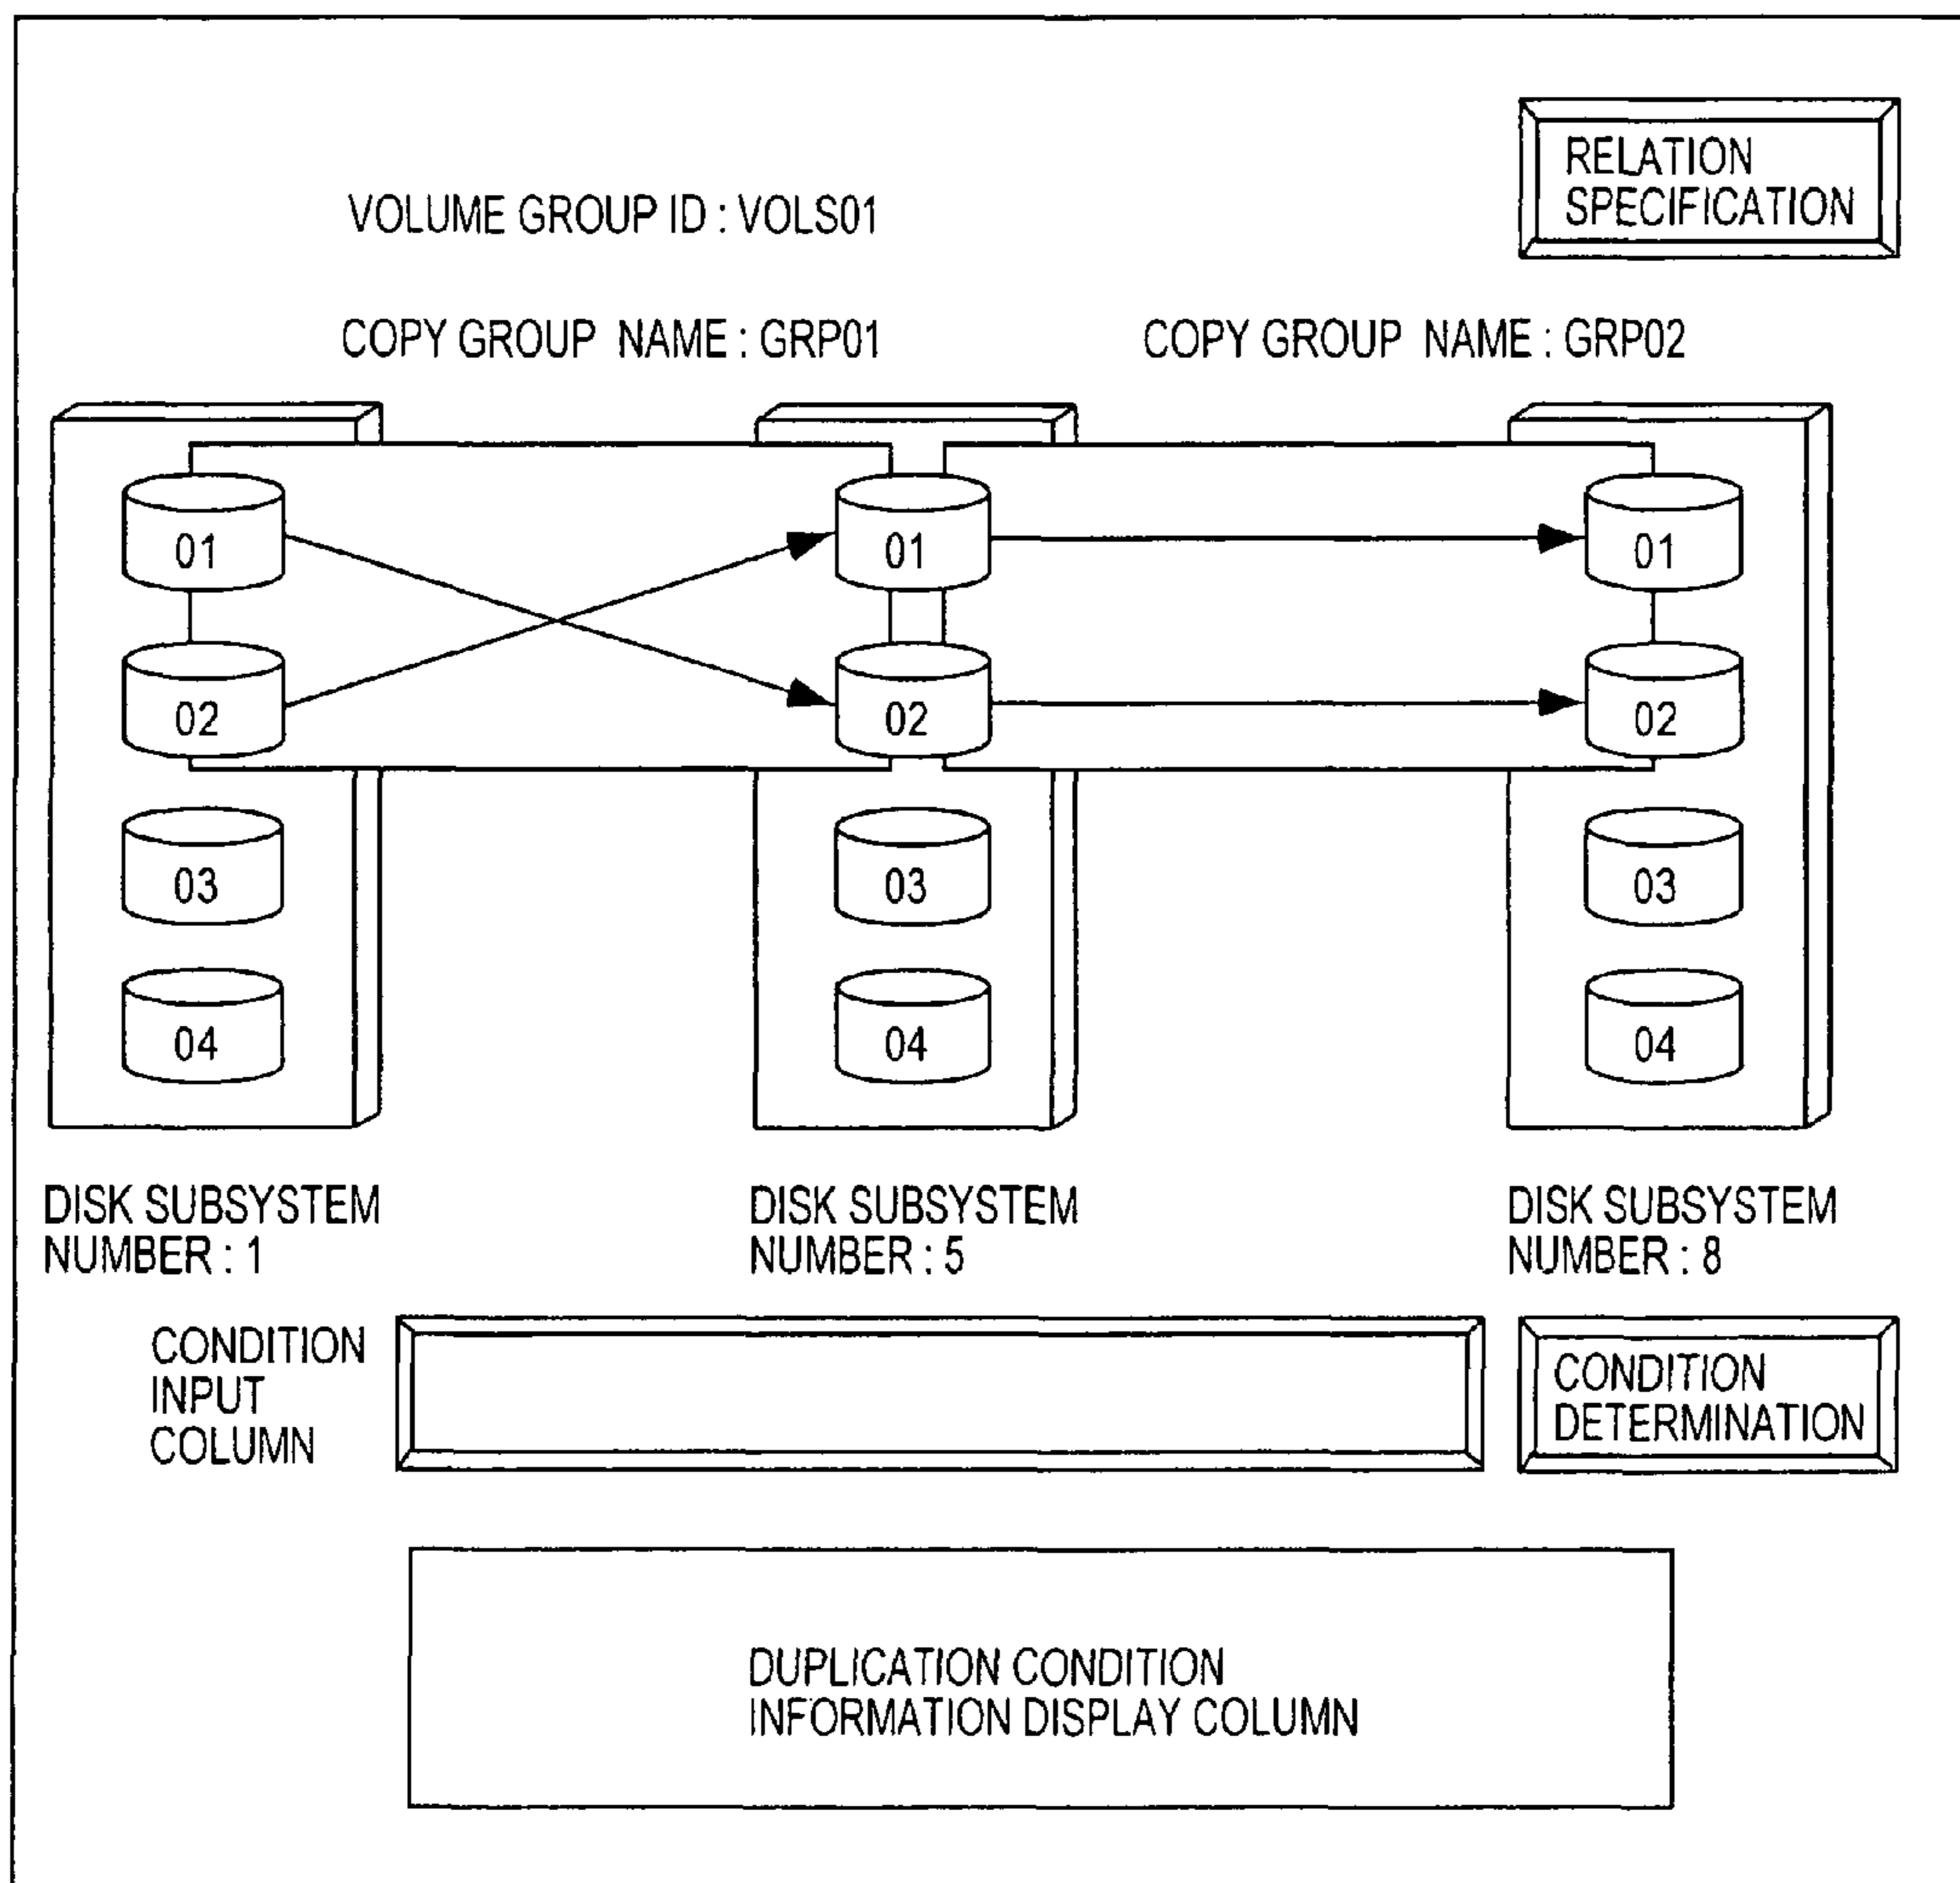 RELATION
SPECIFICATION
VOLUME GROUP ID : VOLS01
COPY GROUP NAME : GRP01
COPY GROUP NAME : GRP02
01
01
01
02
02
02
03
03
03
04
04
04
DISK SUBSYSTEM
NUMBER : 1
DISK SUBSYSTEM
NUMBER : 5
DISK SUBSYSTEM
NUMBER : 8
CONDITION
INPUT
COLUMN
CONDITION
DETERMINATION
DUPLICATION CONDITION
INFORMATION DISPLAY COLUMN